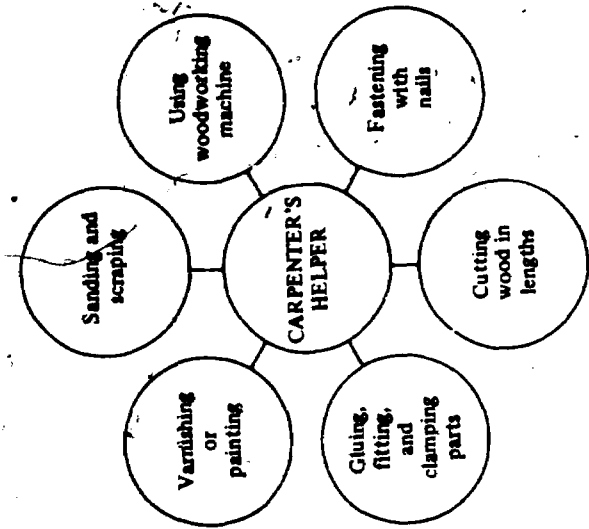 Sanding and
scraping
Varnishing
or
painting
Using
woodworking
machine
CARPENTER'S
HELPER
Gluing,
fitting,
and
clamping
parts
Fastening
with
nails
Cutting
wood in
lengths